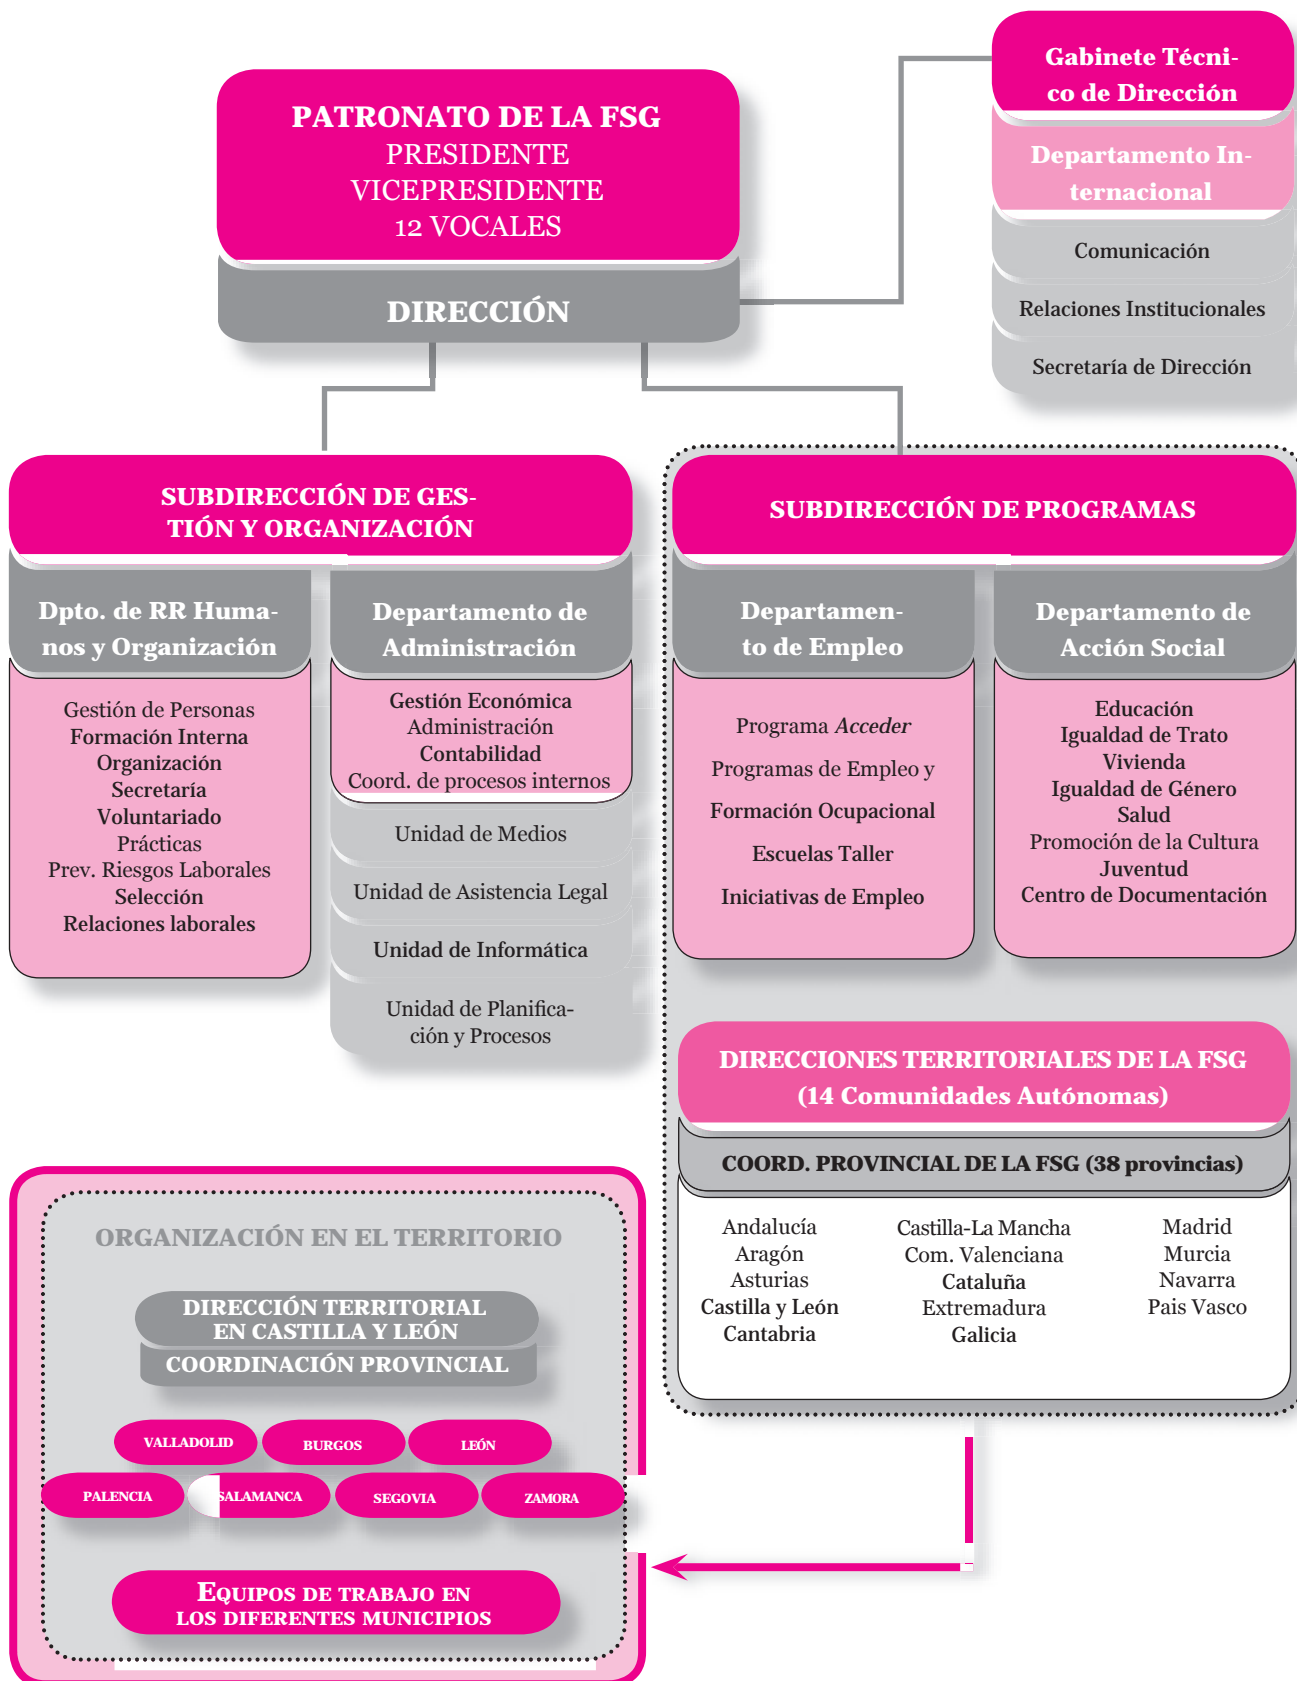 PATRONATO DE LA FSG
PRESIDENTE
VICEPRESIDENTE
12 VOCALES
DIRECCIÓN
Gabinete Técni-
co de Dirección
Departamento In-
ternacional
Comunicación
Relaciones Institucionales
Secretaría de Dirección
SUBDIRECCIÓN DE GES-
TIÓN Y ORGANIZACIÓN
Dpto. de RR Huma-
nos y Organización
Gestión de Personas
Formación Interna
Organización
Secretaría
Voluntariado
Prácticas
Prev. Riesgos Laborales
Selección
Relaciones laborales
Departamento de
Administración
Gestión Económica
Administración
Contabilidad
Coord. de procesos internos
Unidad de Medios
Unidad de Asistencia Legal
Unidad de Informática
Unidad de Planifica-
ción y Procesos
SUBDIRECCIÓN DE PROGRAMAS
Departamen-
to de Empleo
Programa Acceder
Programas de Empleo y
Formación Ocupacional
Escuelas Taller
Iniciativas de Empleo
Departamento de
Acción Social
Educación
Igualdad de Trato
Vivienda
Igualdad de Género
Salud
Promoción de la Cultura
Juventud
Centro de Documentación
DIRECCIONES TERRITORIALES DE LA FSG
(14 Comunidades Autónomas)
COORD. PROVINCIAL DE LA FSG (38 provincias)
Andalucía
Aragón
Asturias
Castilla y León
Cantabria
Castilla-La Mancha
Com. Valenciana
Cataluña
Extremadura
Galicia
Madrid
Murcia
Navarra
Pais Vasco
ORGANIZACIÓN EN EL TERRITORIO
DIRECCIÓN TERRITORIAL
EN CASTILLA Y LEÓN
COORDINACIÓN PROVINCIAL
VALLADOLID
BURGOS
LEÓN
PALENCIA
SALAMANCA
SEGOVIA
ZAMORA
EQUIPOS DE TRABAJO EN
LOS DIFERENTES MUNICIPIOS